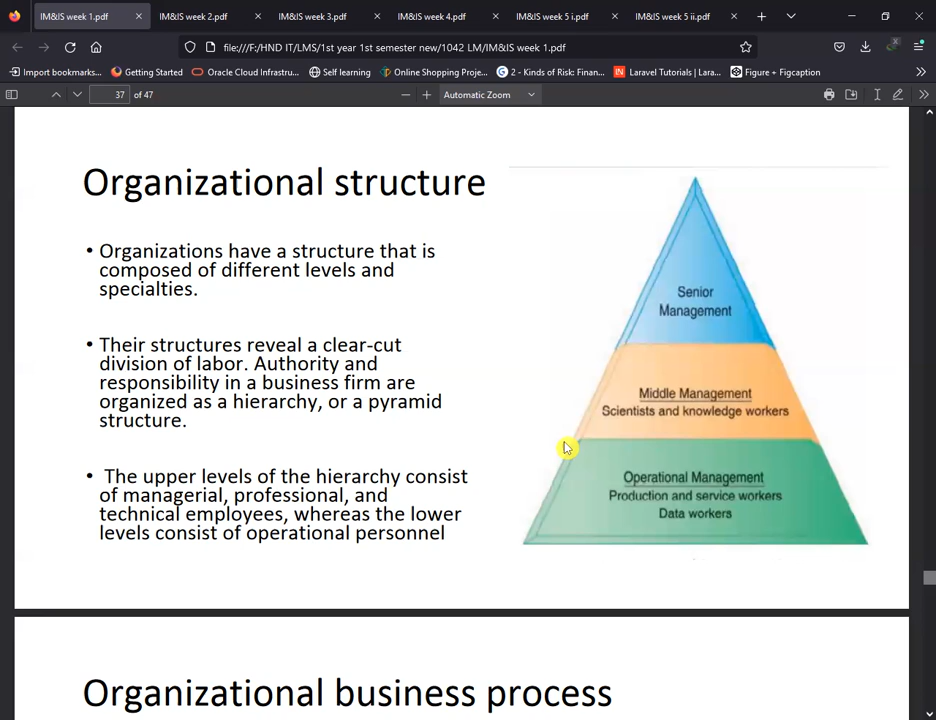 IM&IS week 1.pdf
IM&IS week 2.pdf
IM&IS week 3.pdf
IM&IS week 4.pdf
IM&IS week 5 i.pdf
IM&IS week 5 ii.pdf
file:///F:/HND IT/LMS/1st year 1st semester new/1042 LM/IM&IS week 1.pdf
Import bookmarks...
Getting Started
Oracle Cloud Infrastru...
Self learning
Online Shopping Proje...
2 - Kinds of Risk: Finan...
Laravel Tutorials | Lara...
Figure + Figcaption
37 of 47
Automatic Zoom
Organizational structure
• Organizations have a structure that is
composed of different levels and
specialties.
• Their structures reveal a clear-cut
division of labor. Authority and
responsibility in a business firm are
organized as a hierarchy, or a pyramid
structure.
• The upper levels of the hierarchy consist
of managerial, professional, and
technical employees, whereas the lower
levels consist of operational personnel
Senior
Management
Middle Management
Scientists and knowledge workers
Operational Management
Production and service workers
Data workers
Organizational business process